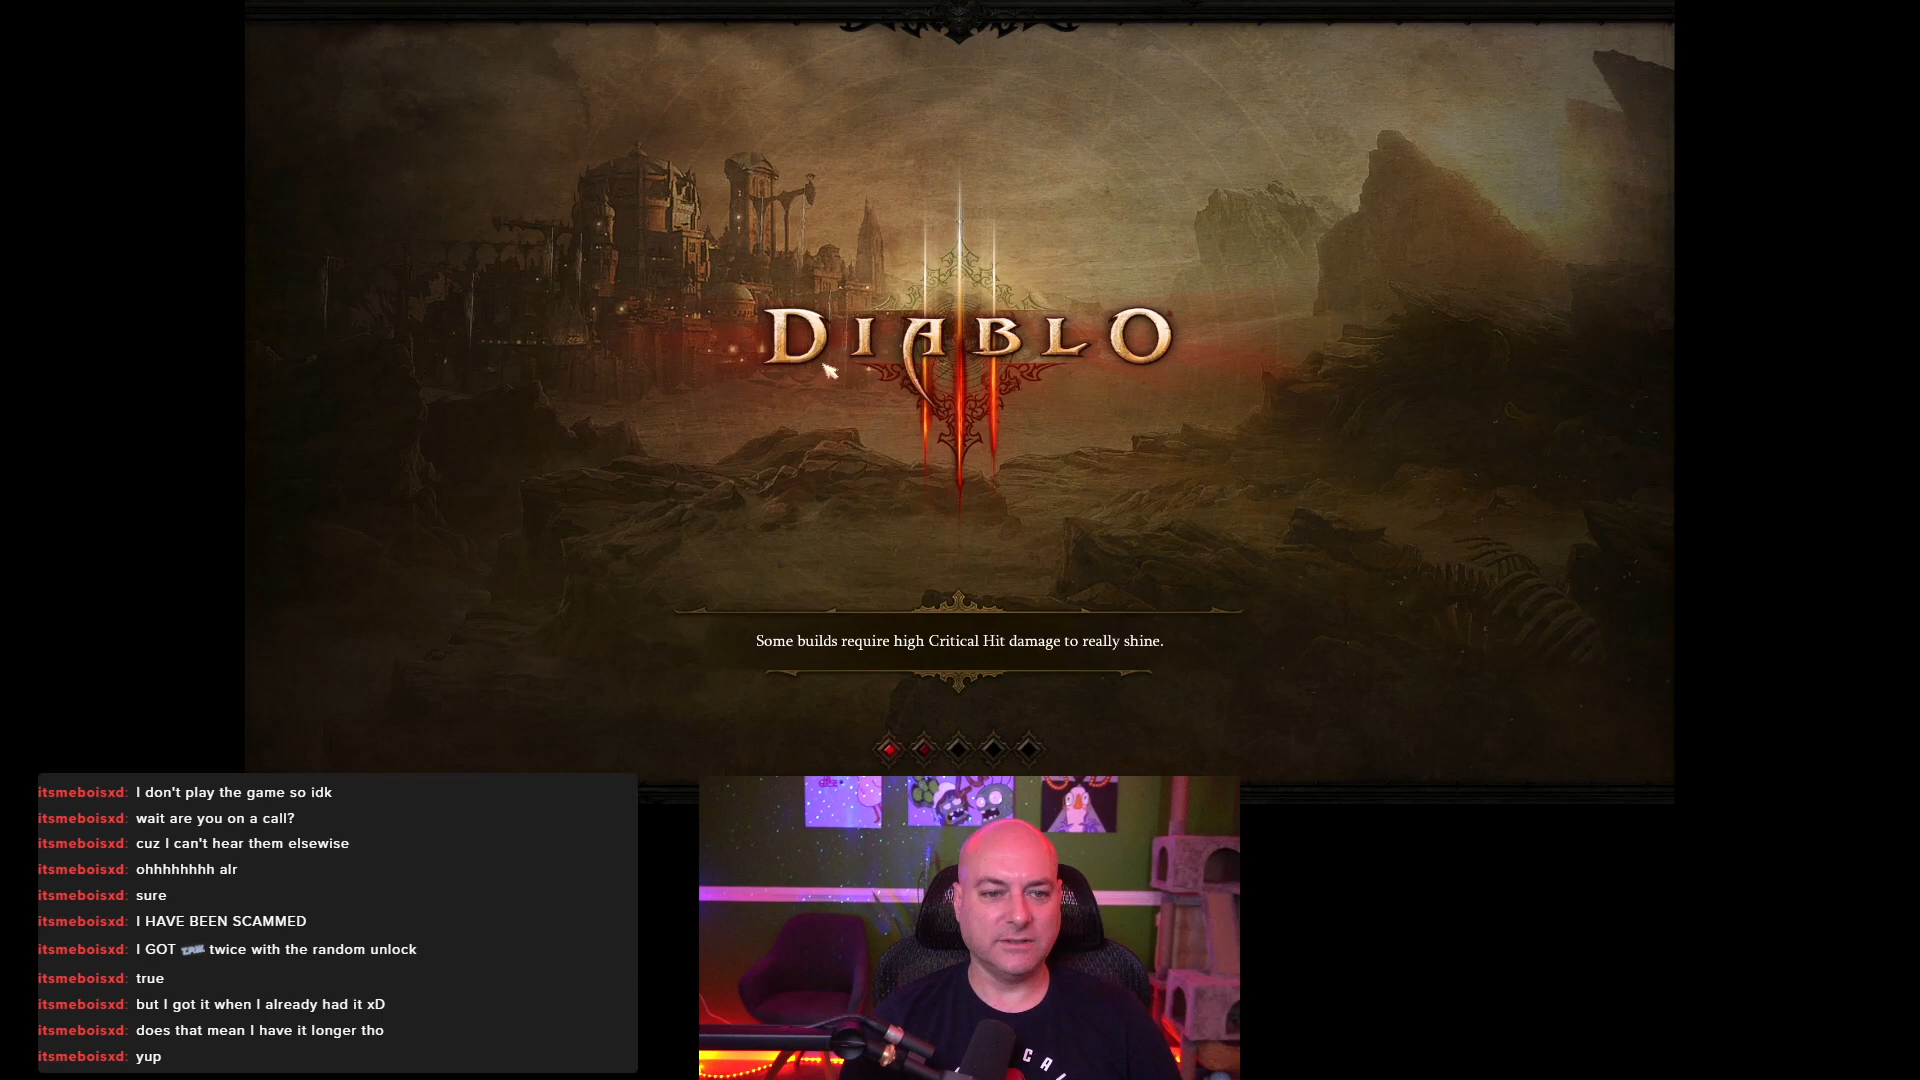 DIABLO
Some builds require high Critical Hit damage to really shine.
itsmeboisxd: I don't play the game so idk
itsmeboisxd: wait are you on a call?
itsmeboisxd: cuz I can't hear them elsewise
itsmeboisxd: ohhhhhhhh alr
itsmeboisxd: sure
itsmeboisxd: I HAVE BEEN SCAMMED
itsmeboisxd: I GOT twice with the random unlock
itsmeboisxd: true
itsmeboisxd: but I got it when I already had it xD
itsmeboisxd: does that mean I have it longer tho
itsmeboisxd: yup